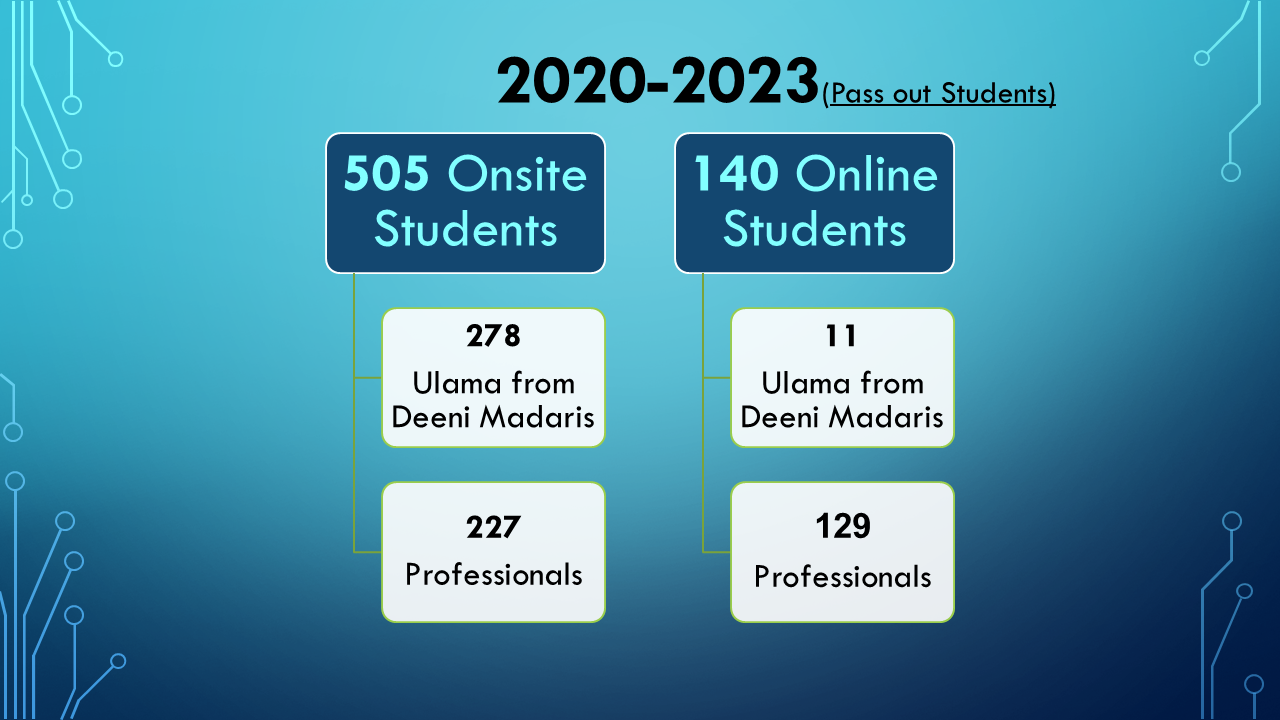 2020-2023(Pass out Students)
505 Onsite
Students
278
Ulama from
Deeni Madaris
227
Professionals
140 Online
Students
11
Ulama from
Deeni Madaris
129
Professionals